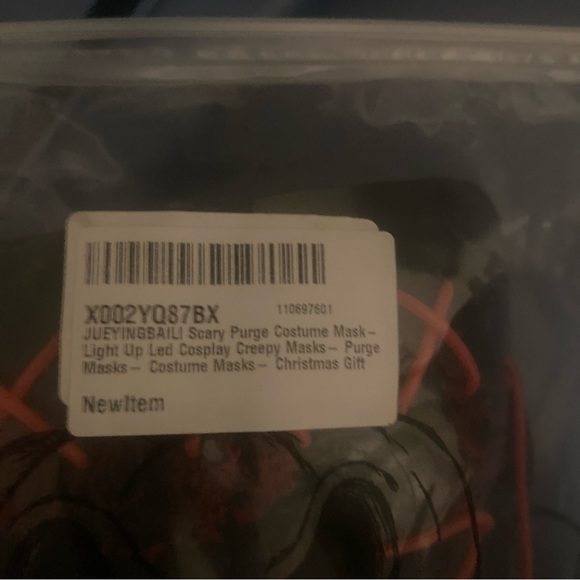 X002YQ87BX 110697601
JUEYINGBAILI Scary Purge Costume Mask-
Light Up Led Cosplay Creepy Masks- Purge
Masks- Costume Masks- Christmas Gift
NewItem